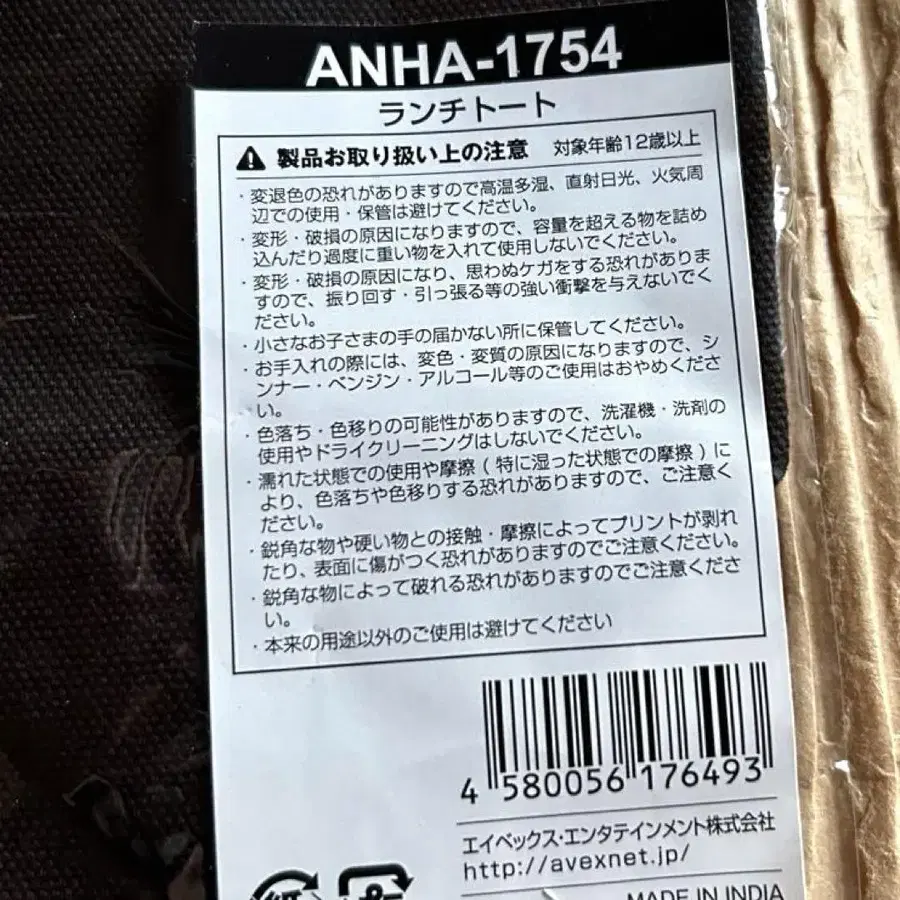 ANHA-1754
ランチトート
製品お取り扱い上の注意 対象年齢12歳以上
・変退色の恐れがありますので高温多湿、直射日光、火気周
辺での使用・保管は避けてください。
・変形・破損の原因になりますので、容量を超える物を詰め
込んだり過度に重い物を入れて使用しないでください。
・変形・破損の原因になり、思わぬケガをする恐れがありま
すので、振り回す・引っ張る等の強い衝撃を与えないでく
ださい。
・小さなお子さまの手の届かない所に保管してください。
・お手入れの際には、変色・変質の原因になりますので、シ
ンナー・ベンジン・アルコール等のご使用はおやめくださ
い。
・色落ち・色移りの可能性がありますので、洗濯機・洗剤の
使用やドライクリーニングはしないでください。
・濡れた状態での使用や摩擦(特に湿った状態での摩擦)に
より、色落ちや色移りする恐れがありますので、ご注意く
ださい。
・鋭角な物や硬い物との接触・摩擦によってプリントが剥れ
たり、表面に傷がつく恐れがありますのでご注意ください。
・鋭角な物によって破れる恐れがありますのでご注意くださ
い。
・本来の用途以外のご使用は避けてください
4 580056 176493
エイベックス・エンタテインメント株式会社
http://avexnet.jp/
MADE IN INDIA